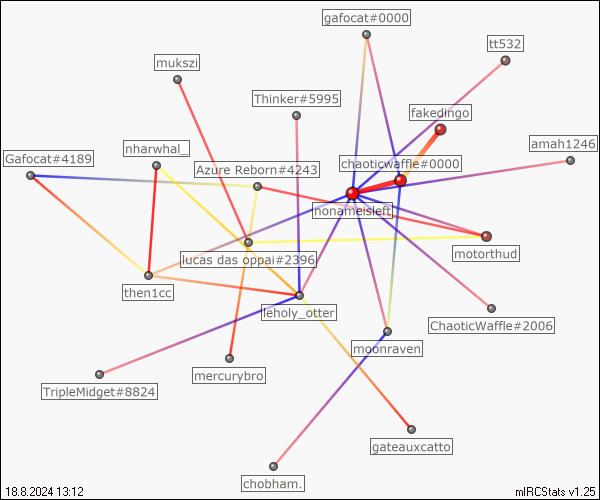 gafocat#0000
tt532
mukszi
Thinker#5995
fakedingo
nharwhal_
amah1246
Gafocat#4189
chaoticwaffle#0000
Azure Reborn#4243
nonameisleft
motorthud
lucas das oppai#2396
then1cc
leholy_otter
ChaoticWaffle#2006
moonraven
mercurybro
TripleMidget#8824
gateauxcatto
chobham.
18.8.2024 13:12
mIRCStats v1.25